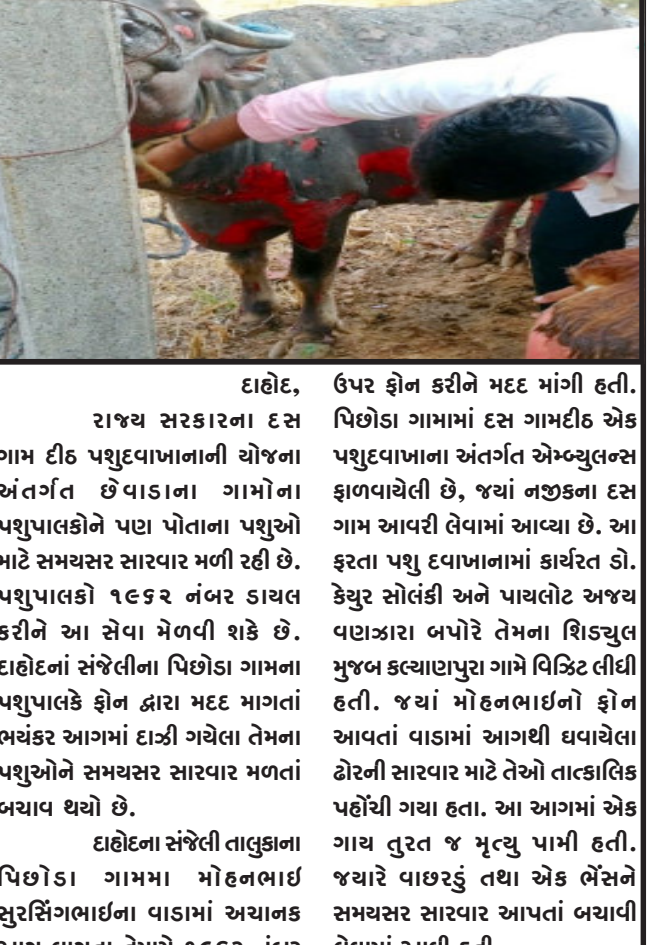 દાહોદ,
રાજ્ય સરકારના દસ
ગામ દીઠ પશુદવાખાનાની યોજના
અંતર્ગત છેવાડાના ગામોના
પશુપાલકોને પણ પોતાના પશુઓ
માટે સમયસર સારવાર મળી રહી છે.
પશુપાલકો ૧૯૬૨ નંબર ડાયલ
કરીને આ સેવા મેળવી શકે છે.
દાહોદનાં સંજેલીના પિછોડા ગામના
પશુપાલકે ફોન દ્વારા મદદ માગતાં
ભયંકર આગમાં દાઝી ગયેલા તેમના
પશુઓને સમયસર સારવાર મળતાં
બચાવ થયો છે.
દાહોદના સંજેલી તાલુકાના
પિછોડા ગામમા મોહનભાઇ
સુરસિંગભાઇના વાડામાં અચાનક
ઉપર ફોન કરીને મદદ માંગી હતી.
પિછોડા ગામામાં દસ ગામદીઠ એક
પશુદવાખાના અંતર્ગત એમ્બ્યુલન્સ
ફાળવાયેલી છે, જયાં નજીકના દસ
ગામ આવરી લેવામાં આવ્યા છે. આ
ફરતા પશુ દવાખાનામાં કાર્યરત ડો.
કેયુર સોલંકી અને પાયલોટ અજય
વણઝારા બપોરે તેમના શિડયુલ
મુજબ કલ્યાણપુરા ગામે વિઝિટ લીધી
હતી. જયાં મોહનભાઇનો ફોન
આવતાં વાડામાં આગથી ઘવાયેલા
ઢોરની સારવાર માટે તેઓ તાત્કાલિક
પહોંચી ગયા હતા. આ આગમાં એક
ગાય તુરત જ મૃત્યુ પામી હતી.
જયારે વાછરડું તથા એક ભેંસને
સમયસર સારવાર આપતાં બચાવી